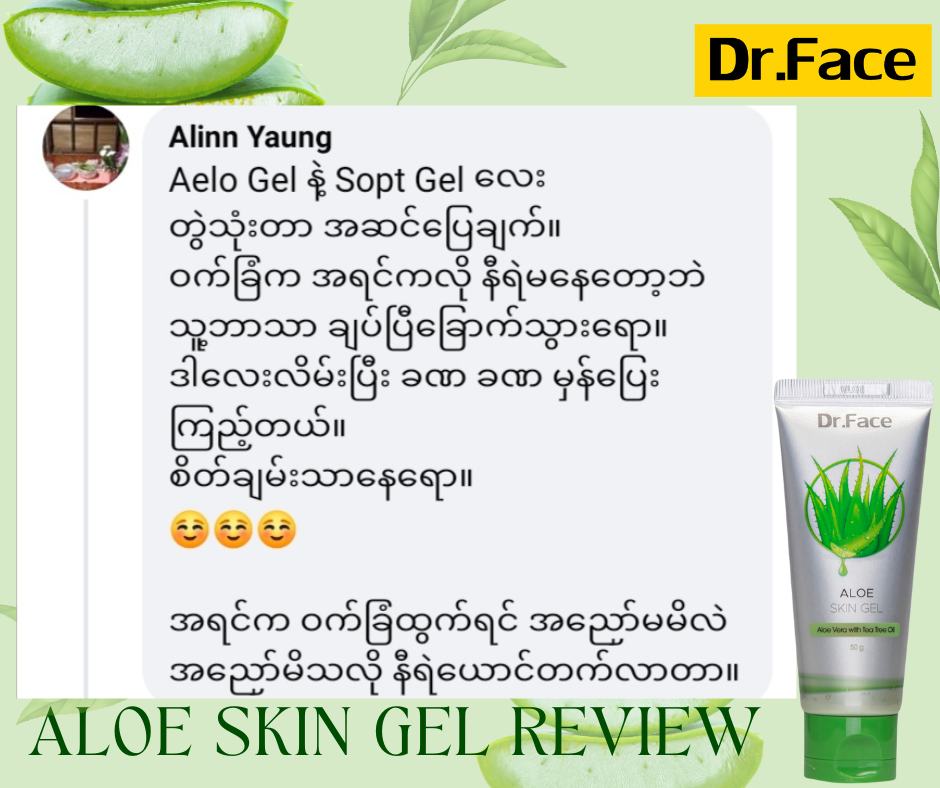 Dr.Face
Alinn Yaung
Aelo Gel နဲ့ Sopt Gel လေး
တွဲသုံးတာ အဆင်ပြေချက်။
ဝက်ခြံက အရင်ကလို နီရဲမနေတော့ဘဲ
သူ့ဘာသာ ချပ်ပြီခြောက်သွားရော။
ဒါလေးလိမ်းပြီး ခဏ ခဏ မှန်ပြေး
ကြည့်တယ်။
စိတ်ချမ်းသာနေရော။
☺️☺️☺️
အရင်က ဝက်ခြံထွက်ရင် အညှော်မမိလဲ
အညှော်မိသလို နီရဲယောင်တက်လာတာ။
Dr.Face
ALOE
SKIN GEL
Aloe Vera with Tea Tree Oil
50 g
ALOE SKIN GEL REVIEW